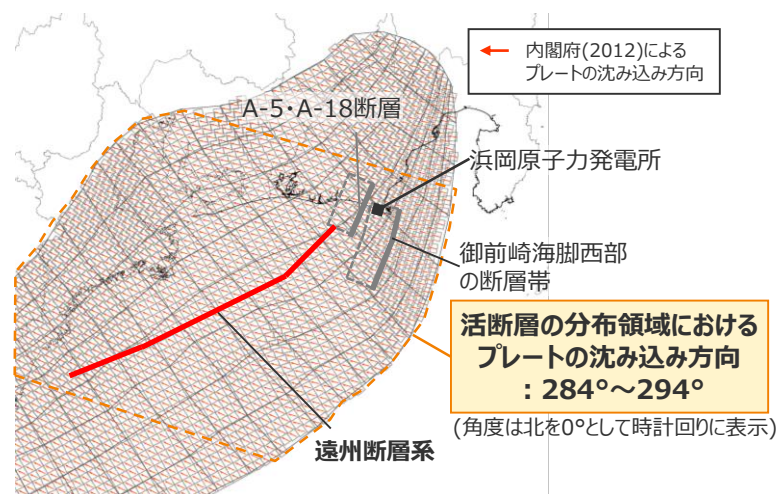 内閣府(2012)による
プレートの沈み込み方向
A-5・A-18断層
浜岡原子力発電所
御前崎海脚西部
の断層帯
活断層の分布領域における
プレートの沈み込み方向
：284°～294°
(角度は北を0°として時計回りに表示)
遠州断層系